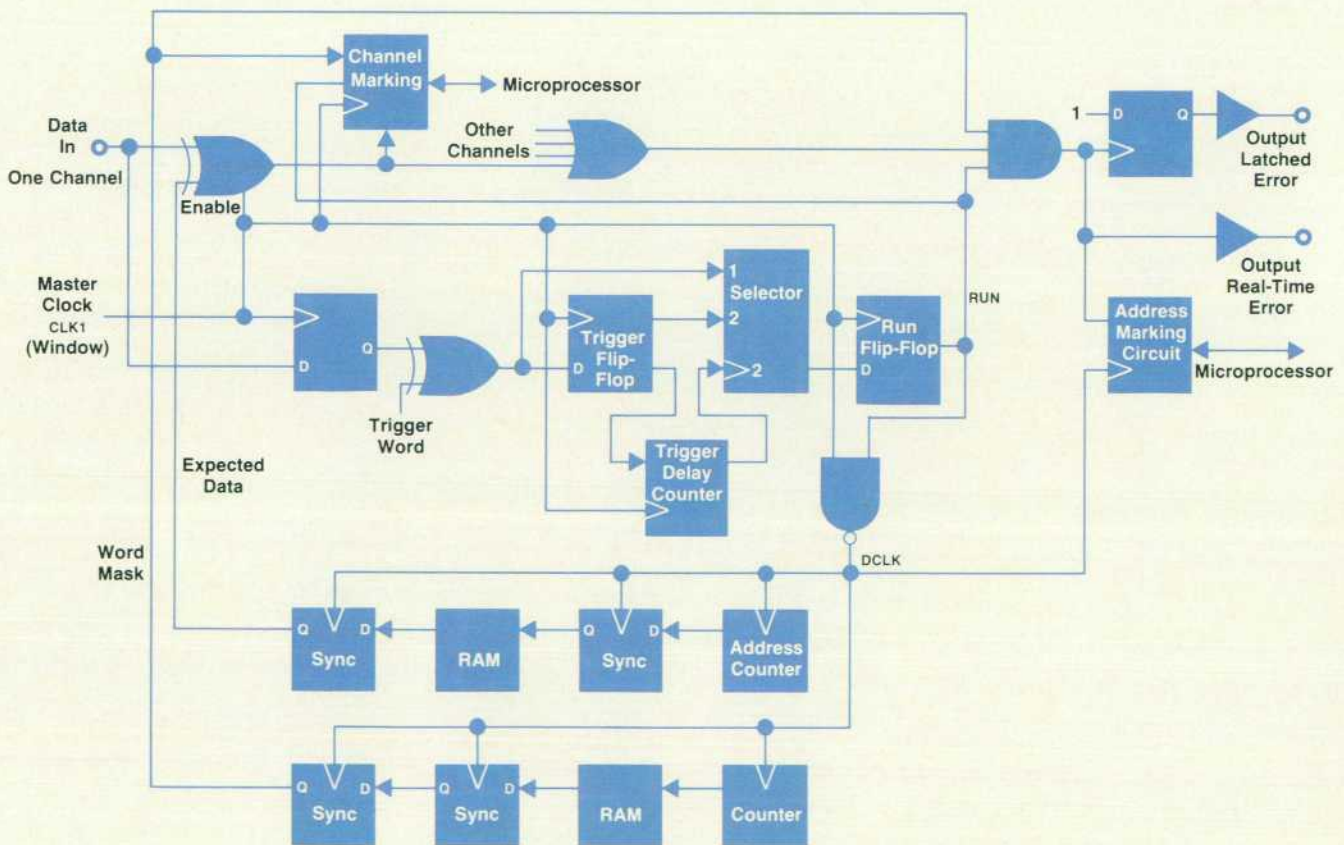 Channel
Marking
Microprocessor
Data
In
One Channel
Enable
Other
Channels
1
D
Q
Output
Latched
Error
Output
Real-Time
Error
Master
Clock
CLK1
(Window)
D
Q
Trigger
Word
D
Trigger
Flip-
Flop
1
Selector
2
2
Run
Flip-Flop
D
RUN
Address
Marking
Circuit
Microprocessor
Trigger
Delay
Counter
Expected
Data
Word
Mask
DCLK
Q
D
Sync
RAM
Q
D
Sync
Address
Counter
Q
D
Sync
Q
D
Sync
RAM
Counter